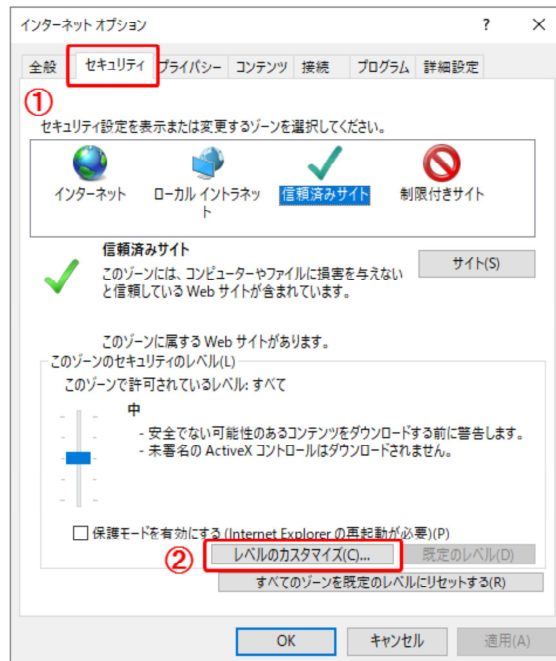 インターネット オプション
? ×
全般 セキュリティ プライバシー コンテンツ 接続 プログラム 詳細設定
①
セキュリティ設定を表示または変更するゾーンを選択してください。
インターネット ローカル イントラネッ 信頼済みサイト 制限付きサイト
ト
信頼済みサイト
サイト(S)
このゾーンには、コンピューターやファイルに損害を与えない
と信頼している Web サイトが含まれています。
このゾーンに属する Web サイトがあります。
このゾーンのセキュリティのレベル(L)
このゾーンで許可されているレベル: すべて
中
- 安全でない可能性のあるコンテンツをダウンロードする前に警告します。
- 未署名の ActiveX コントロールはダウンロードされません。
保護モードを有効にする (Internet Explorer の再起動が必要)(P)
② レベルのカスタマイズ(C)... 既定のレベル(D)
すべてのゾーンを既定のレベルにリセットする(R)
OK キャンセル 適用(A)